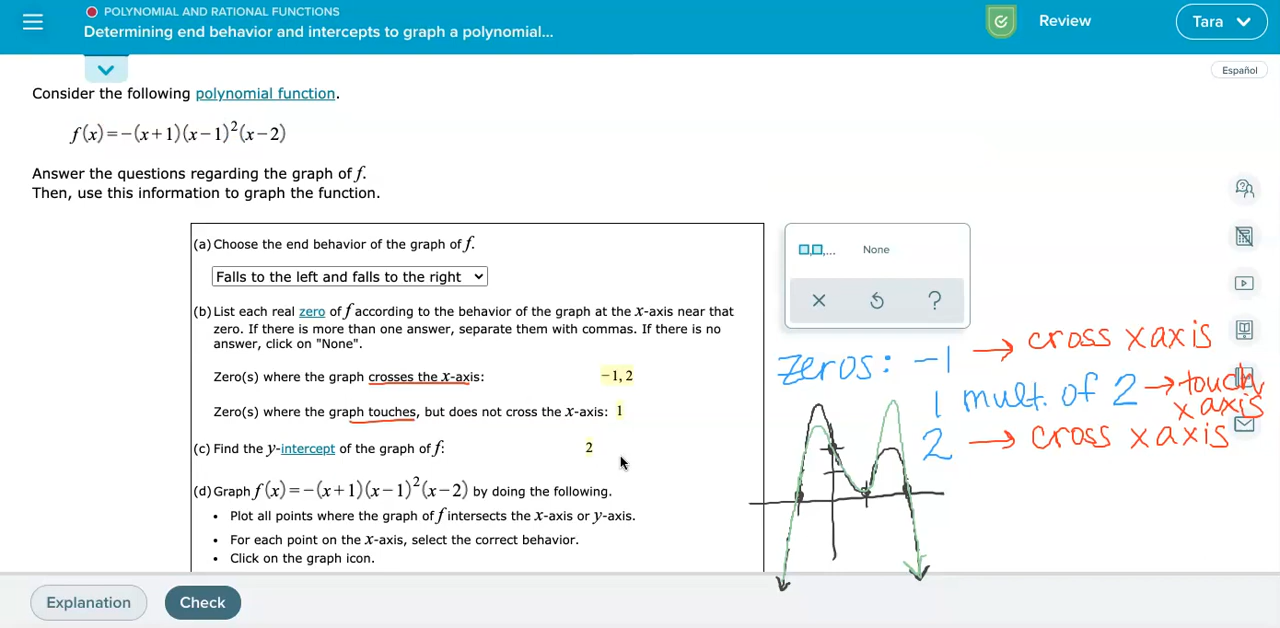 POLYNOMIAL AND RATIONAL FUNCTIONS
Determining end behavior and intercepts to graph a polynomial...
Review
Tara
Español
Consider the following polynomial function.
f(x)=−(x+1)(x−1)²(x−2)
Answer the questions regarding the graph of f.
Then, use this information to graph the function.
(a) Choose the end behavior of the graph of f.
Falls to the left and falls to the right
(b) List each real zero of f according to the behavior of the graph at the x-axis near that
zero. If there is more than one answer, separate them with commas. If there is no
answer, click on "None".
Zero(s) where the graph crosses the x-axis: −1, 2
Zero(s) where the graph touches, but does not cross the x-axis: 1
(c) Find the y-intercept of the graph of f: 2
(d) Graph f(x)=−(x+1)(x−1)²(x−2) by doing the following.
• Plot all points where the graph of f intersects the x-axis or y-axis.
• For each point on the x-axis, select the correct behavior.
• Click on the graph icon.
□,□,... None
× ?
zeros: −1 → cross x axis
1 mult. of 2 → touch
x axis
2 → cross x axis
Explanation
Check